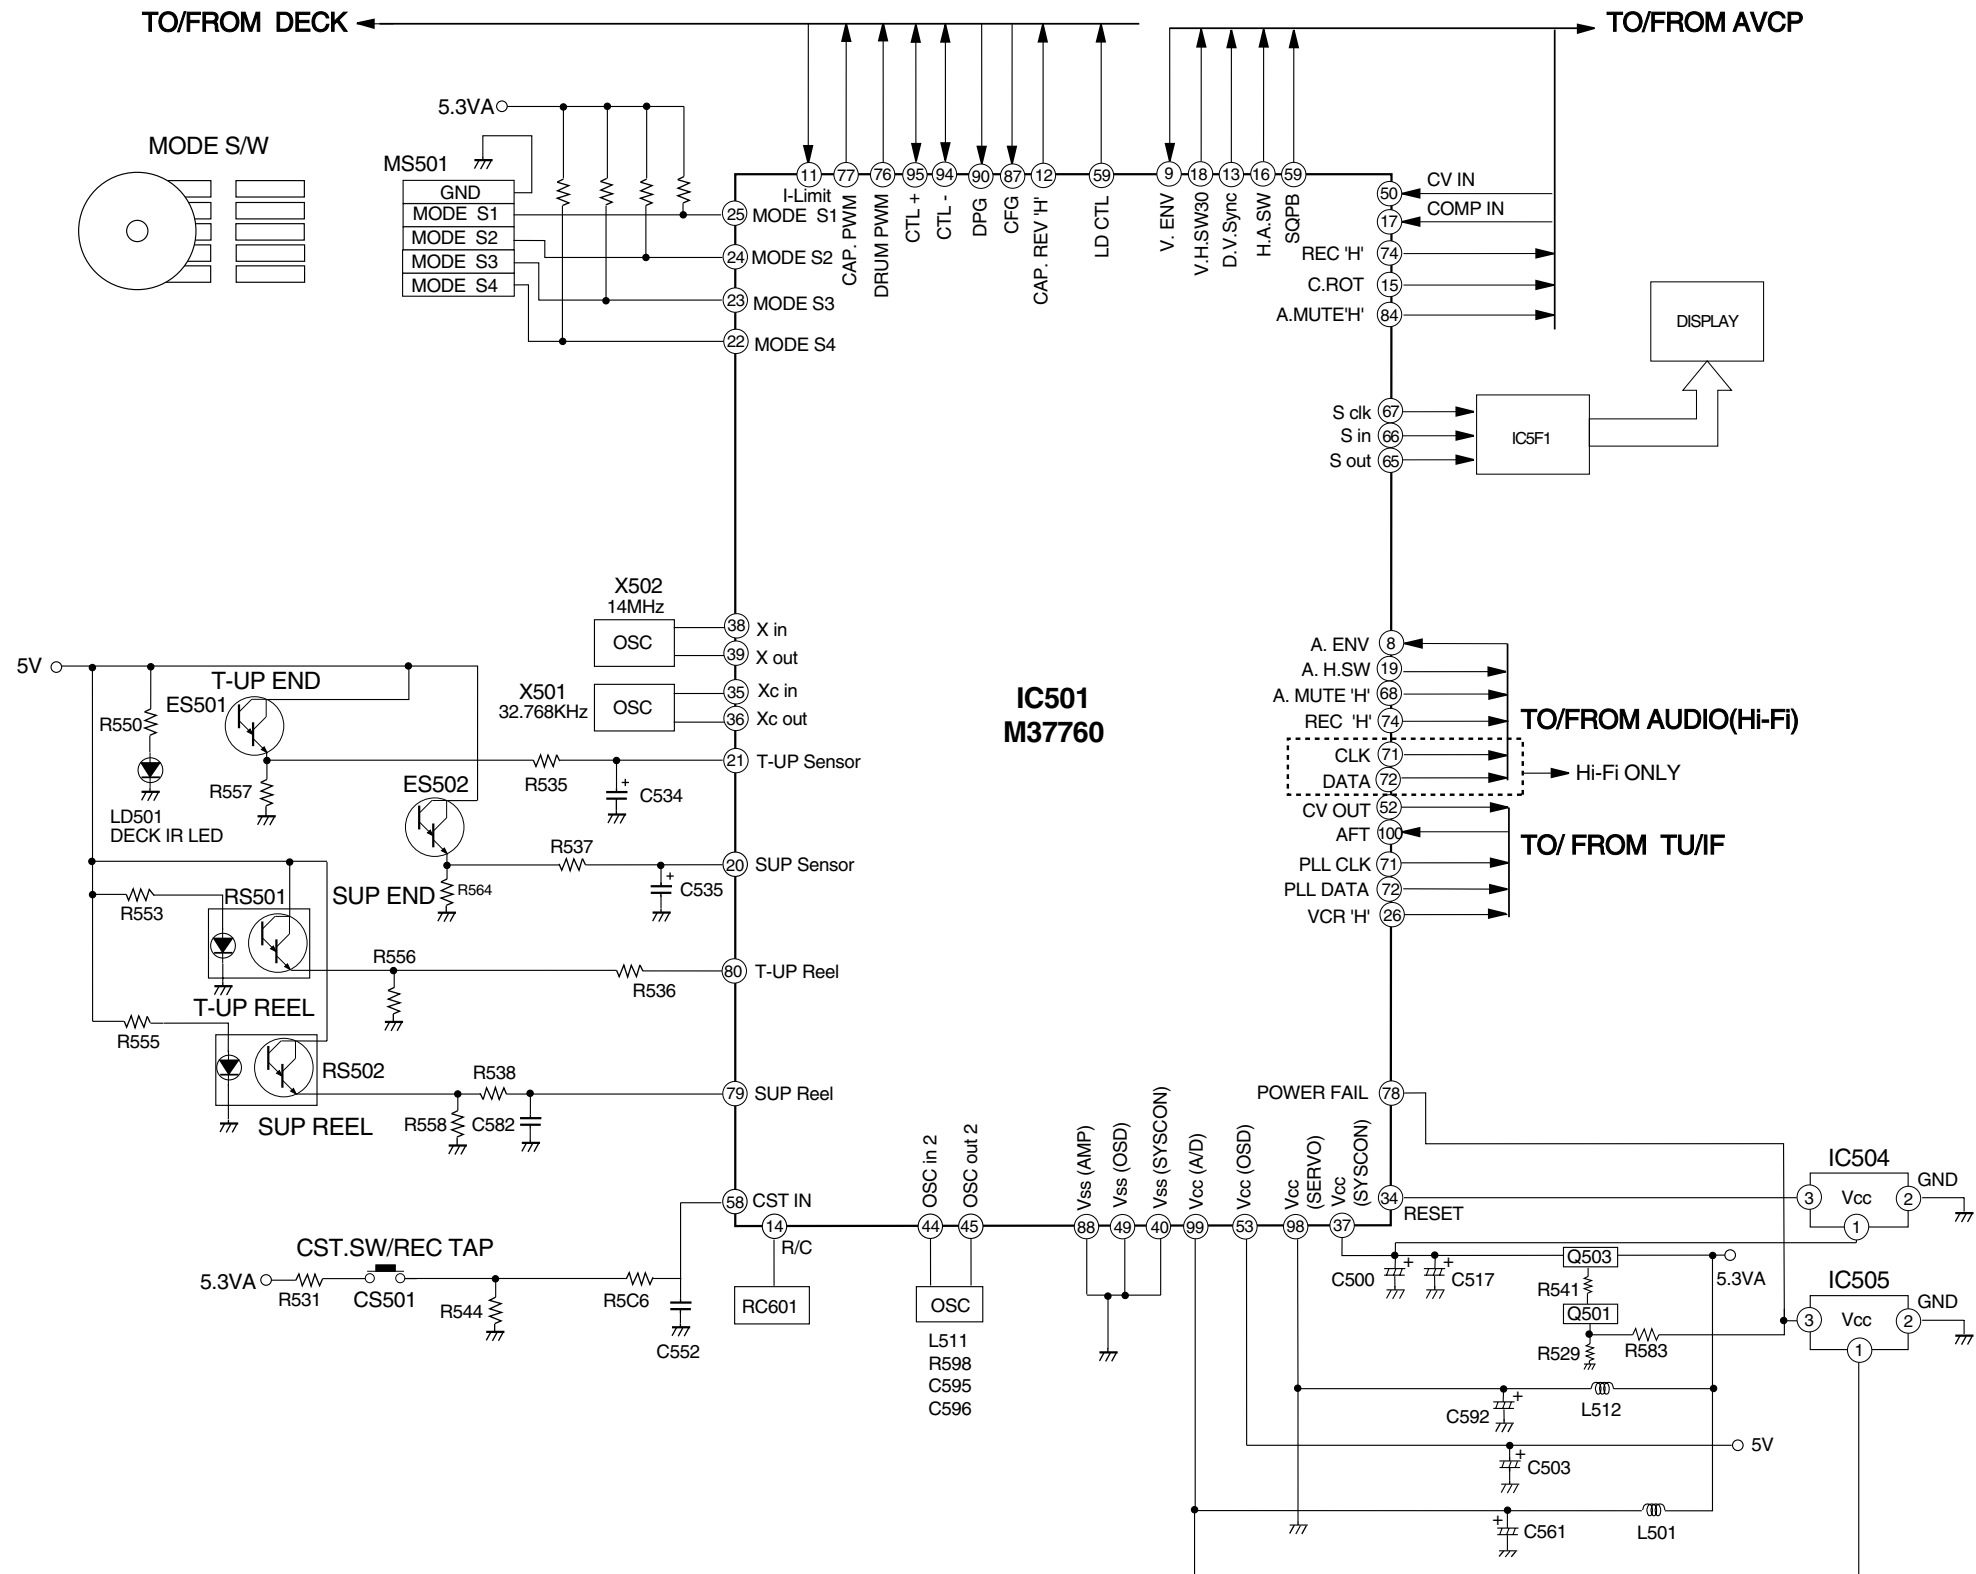 TO/FROM DECK
TO/FROM AVCP
5.3VA
MODE S/W
MS501
GND
MODE S1
MODE S2
MODE S3
MODE S4
11
77
76
95
94
90
87
12
59
9
18
13
16
59
I-Limit
CAP. PWM
DRUM PWM
CTL +
CTL -
DPG
CFG
CAP. REV 'H'
LD CTL
V. ENV
V.H.SW30
D.V.Sync
H.A.SW
SQPB
25 MODE S1
24 MODE S2
23 MODE S3
22 MODE S4
50 CV IN
17 COMP IN
REC 'H' 74
C.ROT 15
A.MUTE'H' 84
DISPLAY
S clk 67
S in 66
S out 65
IC5F1
X502
14MHz
OSC
38 X in
39 X out
X501
32.768KHz
OSC
35 Xc in
36 Xc out
IC501
M37760
5V
T-UP END
ES501
R550
R557
LD501
DECK IR LED
R535
C534
21 T-UP Sensor
ES502
R537
C535
20 SUP Sensor
R564
SUP END
RS501
R553
T-UP REEL
R556
R536
80 T-UP Reel
R555
RS502
SUP REEL
R538
R558
C582
79 SUP Reel
A. ENV 8
A. H.SW 19
A. MUTE 'H' 68
REC 'H' 74
TO/FROM AUDIO(Hi-Fi)
CLK 71
DATA 72
Hi-Fi ONLY
CV OUT 52
AFT 100
TO/ FROM TU/IF
PLL CLK 71
PLL DATA 72
VCR 'H' 26
POWER FAIL 78
34
RESET
58 CST IN
14
R/C
RC601
OSC in 2
OSC out 2
44
45
OSC
L511
R598
C595
C596
Vss (AMP)
Vss (OSD)
Vss (SYSCON)
Vcc (A/D)
Vcc (OSD)
Vcc
(SERVO)
Vcc
(SYSCON)
88
49
40
99
53
98
37
CST.SW/REC TAP
5.3VA
R531
CS501
R544
R5C6
C552
IC504
3 Vcc 2
1
GND
C500
+
C517
+
Q503
R541
Q501
R529
R583
5.3VA
IC505
3 Vcc 2
1
GND
C592
+
L512
5V
C503
+
C561
+
L501
+
+